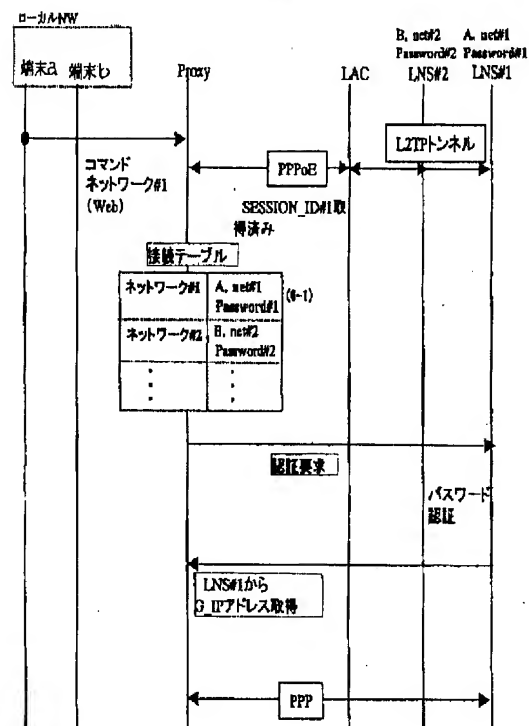 ローカルNW
端末a 端末b
Proxy
LAC
B, net#2
Password#2
LNS#2
A, net#1
Password#1
LNS#1
L2TPトンネル
コマンド
ネットワーク#1
(Web)
PPPoE
SESSION_ID#1取
得済み
接続テーブル
ネットワーク#1
A, net#1
Password#1
(6-1)
ネットワーク#2
B, net#2
Password#2
認証要求
パスワード
認証
LNS#1から
G_IPアドレス取得
PPP